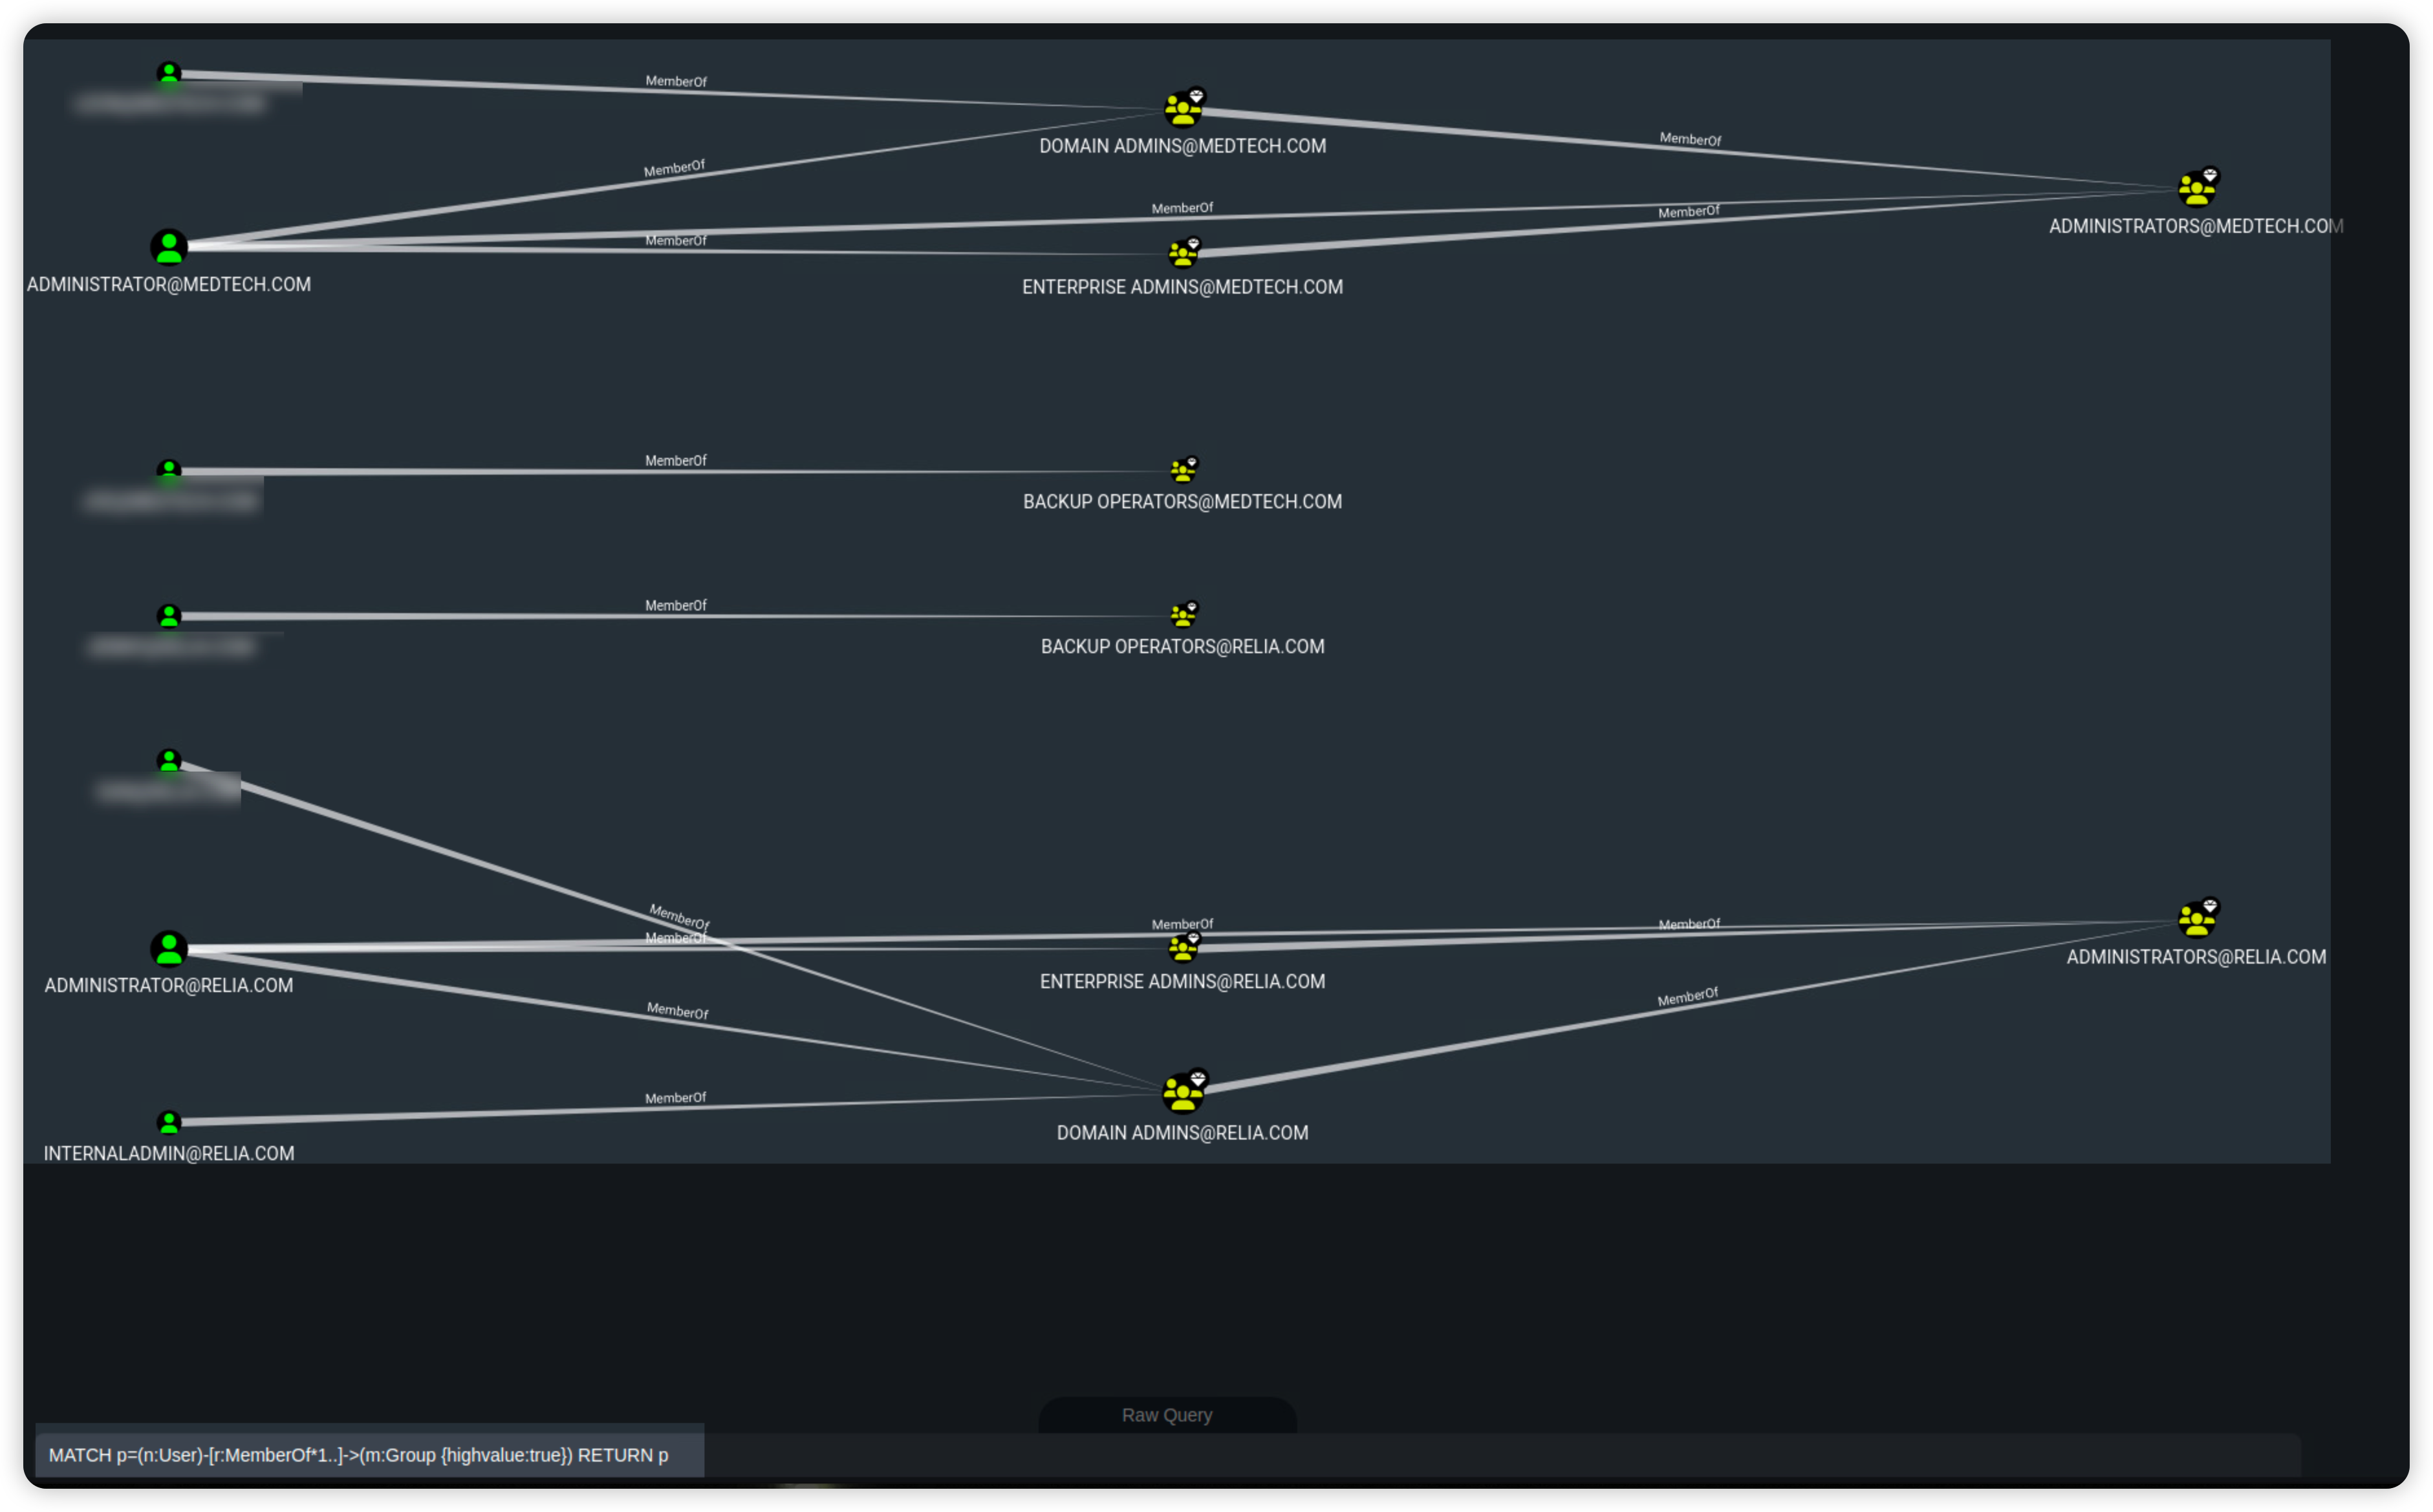 MemberOf
DOMAIN ADMINS@MEDTECH.COM
MemberOf
MemberOf
MemberOf
ADMINISTRATORS@MEDTECH.COM
MemberOf
MemberOf
ADMINISTRATOR@MEDTECH.COM
ENTERPRISE ADMINS@MEDTECH.COM
MemberOf
BACKUP OPERATORS@MEDTECH.COM
MemberOf
BACKUP OPERATORS@RELIA.COM
MemberOf
MemberOf
MemberOf
MemberOf
ADMINISTRATORS@RELIA.COM
ADMINISTRATOR@RELIA.COM
ENTERPRISE ADMINS@RELIA.COM
MemberOf
MemberOf
MemberOf
DOMAIN ADMINS@RELIA.COM
INTERNALADMIN@RELIA.COM
Raw Query
MATCH p=(n:User)-[r:MemberOf*1..]->(m:Group {highvalue:true}) RETURN p